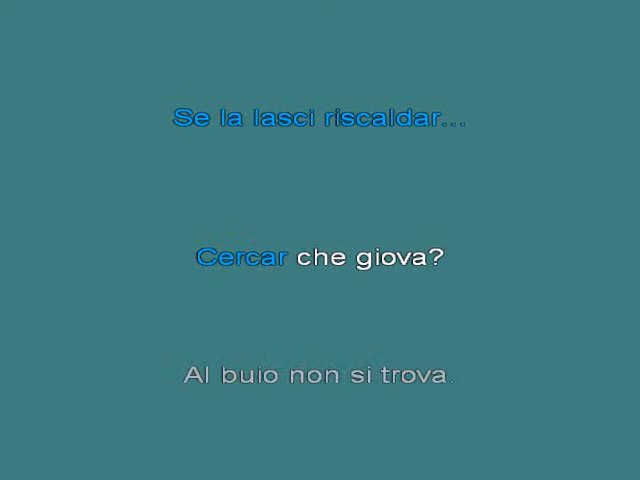 Se la lasci riscaldar...
Cercar che giova?
Al buio non si trova.